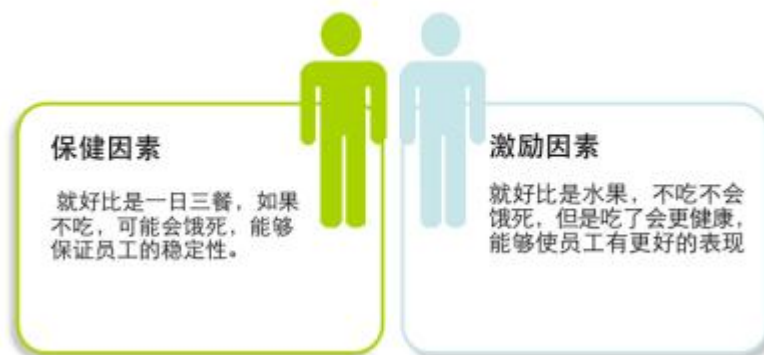 保健因素
就好比是一日三餐，如果
不吃，可能会饿死，能够
保证员工的稳定性。
激励因素
就好比是水果，不吃不会
饿死，但是吃了会更健康，
能够使员工有更好的表现